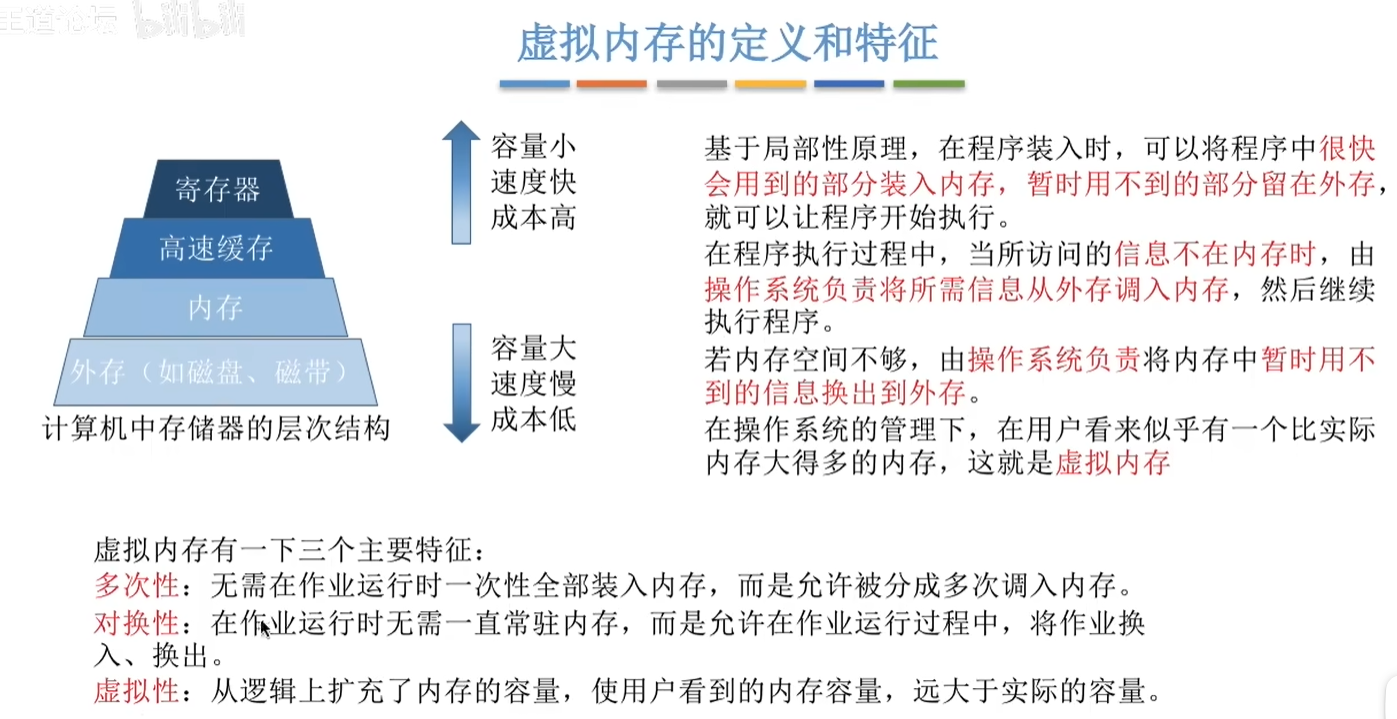 王道论坛 bilibili
虚拟内存的定义和特征
寄存器
高速缓存
内存
外存（如磁盘、磁带）
计算机中存储器的层次结构
容量小
速度快
成本高
容量大
速度慢
成本低
基于局部性原理，在程序装入时，可以将程序中很快
会用到的部分装入内存，暂时用不到的部分留在外存，
就可以让程序开始执行。
在程序执行过程中，当所访问的信息不在内存时，由
操作系统负责将所需信息从外存调入内存，然后继续
执行程序。
若内存空间不够，由操作系统负责将内存中暂时用不
到的信息换出到外存。
在操作系统的管理下，在用户看来似乎有一个比实际
内存大得多的内存，这就是虚拟内存
虚拟内存有一下三个主要特征：
多次性：无需在作业运行时一次性全部装入内存，而是允许被分成多次调入内存。
对换性：在作业运行时无需一直常驻内存，而是允许在作业运行过程中，将作业换
入、换出。
虚拟性：从逻辑上扩充了内存的容量，使用户看到的内存容量，远大于实际的容量。